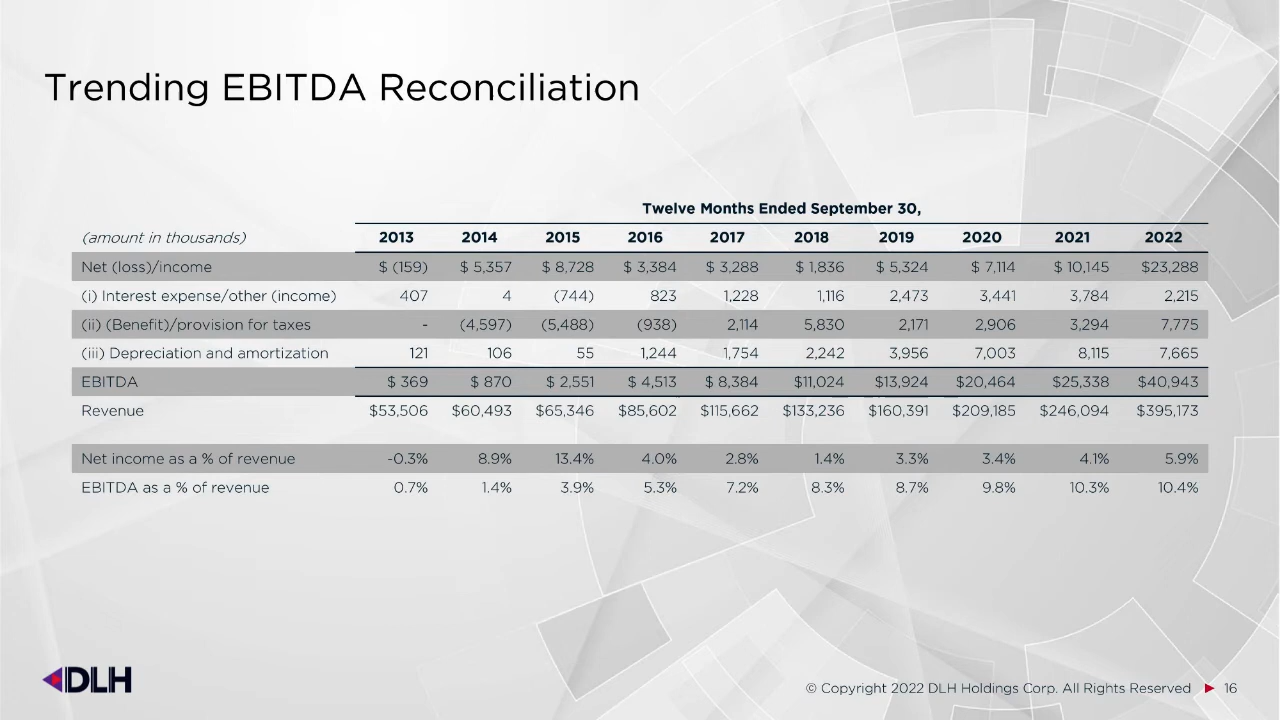 Trending EBITDA Reconciliation
Twelve Months Ended September 30,
(amount in thousands) 2013 2014 2015 2016 2017 2018 2019 2020 2021 2022
Net (loss)/income $ (159) $ 5,357 $ 8,728 $ 3,384 $ 3,288 $ 1,836 $ 5,324 $ 7,114 $ 10,145 $23,288
(i) Interest expense/other (income) 407 4 (744) 823 1,228 1,116 2,473 3,441 3,784 2,215
(ii) (Benefit)/provision for taxes - (4,597) (5,488) (938) 2,114 5,830 2,171 2,906 3,294 7,775
(iii) Depreciation and amortization 121 106 55 1,244 1,754 2,242 3,956 7,003 8,115 7,665
EBITDA $ 369 $ 870 $ 2,551 $ 4,513 $ 8,384 $11,024 $13,924 $20,464 $25,338 $40,943
Revenue $53,506 $60,493 $65,346 $85,602 $115,662 $133,236 $160,391 $209,185 $246,094 $395,173
Net income as a % of revenue -0.3% 8.9% 13.4% 4.0% 2.8% 1.4% 3.3% 3.4% 4.1% 5.9%
EBITDA as a % of revenue 0.7% 1.4% 3.9% 5.3% 7.2% 8.3% 8.7% 9.8% 10.3% 10.4%
DLH
© Copyright 2022 DLH Holdings Corp. All Rights Reserved ▶ 16